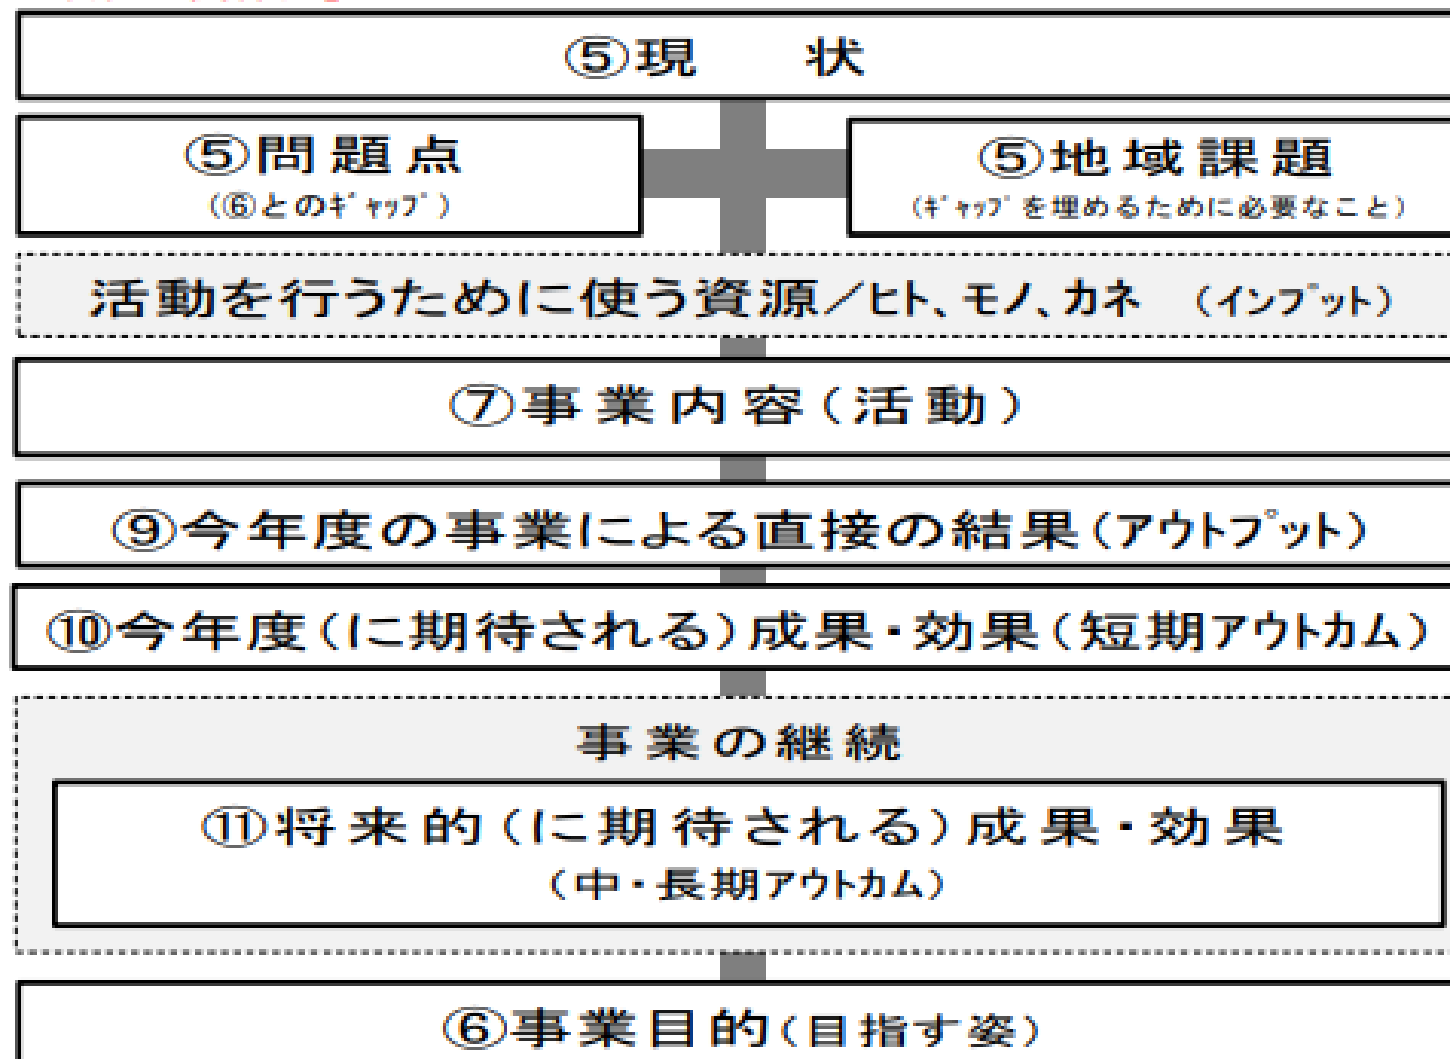 ⑤現　状
⑤問題点
(⑥とのｷﾞｬｯﾌﾟ)
⑤地域課題
(ｷﾞｬｯﾌﾟを埋めるために必要なこと)
活動を行うために使う資源／ﾋﾄ、ﾓﾉ、ｶﾈ　(ｲﾝﾌﾟｯﾄ)
⑦事業内容(活動)
⑨今年度の事業による直接の結果(ｱｳﾄﾌﾟｯﾄ)
⑩今年度(に期待される)成果・効果(短期ｱｳﾄｶﾑ)
事業の継続
⑪将来的(に期待される)成果・効果
(中・長期ｱｳﾄｶﾑ)
⑥事業目的(目指す姿)